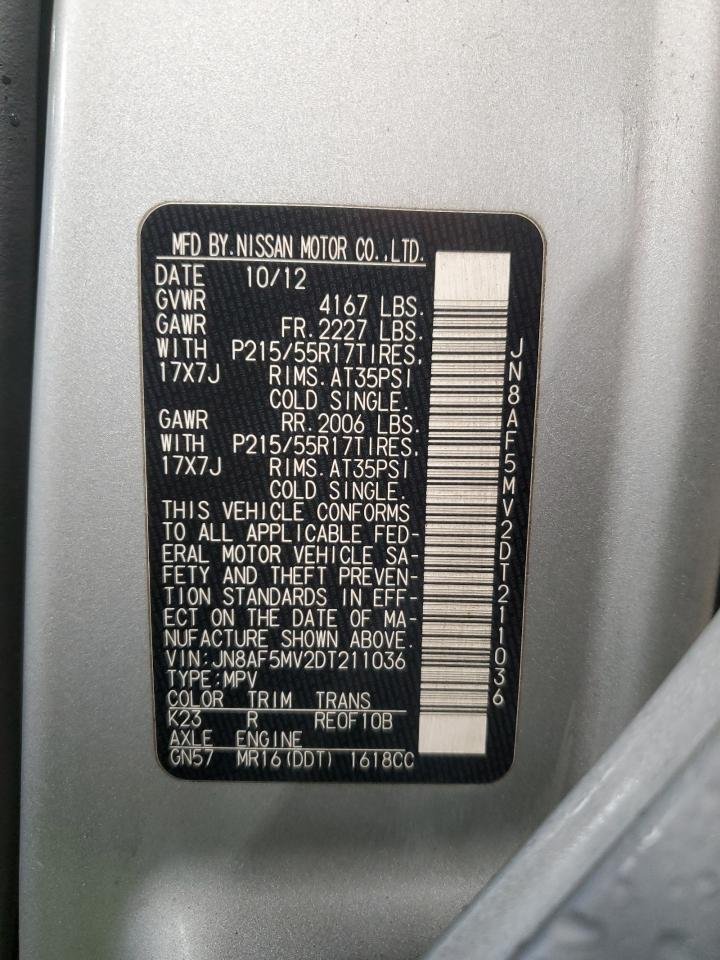 MFD BY.NISSAN MOTOR CO.,LTD.
DATE 10/12
GVWR 4167 LBS.
GAWR FR.2227 LBS.
WITH P215/55R17TIRES,
17X7J RIMS.AT35PSI
COLD SINGLE.
GAWR RR.2006 LBS.
WITH P215/55R17TIRES,
17X7J RIMS.AT35PSI
COLD SINGLE.
THIS VEHICLE CONFORMS
TO ALL APPLICABLE FED-
ERAL MOTOR VEHICLE SA-
FETY AND THEFT PREVEN-
TION STANDARDS IN EFF-
ECT ON THE DATE OF MA-
NUFACTURE SHOWN ABOVE.
VIN:JN8AF5MV2DT211036
TYPE:MPV
COLOR TRIM TRANS
K23 R RE0F10B
AXLE ENGINE
GN57 MR16(DDT) 1618CC
JN8AF5MV2DT211036